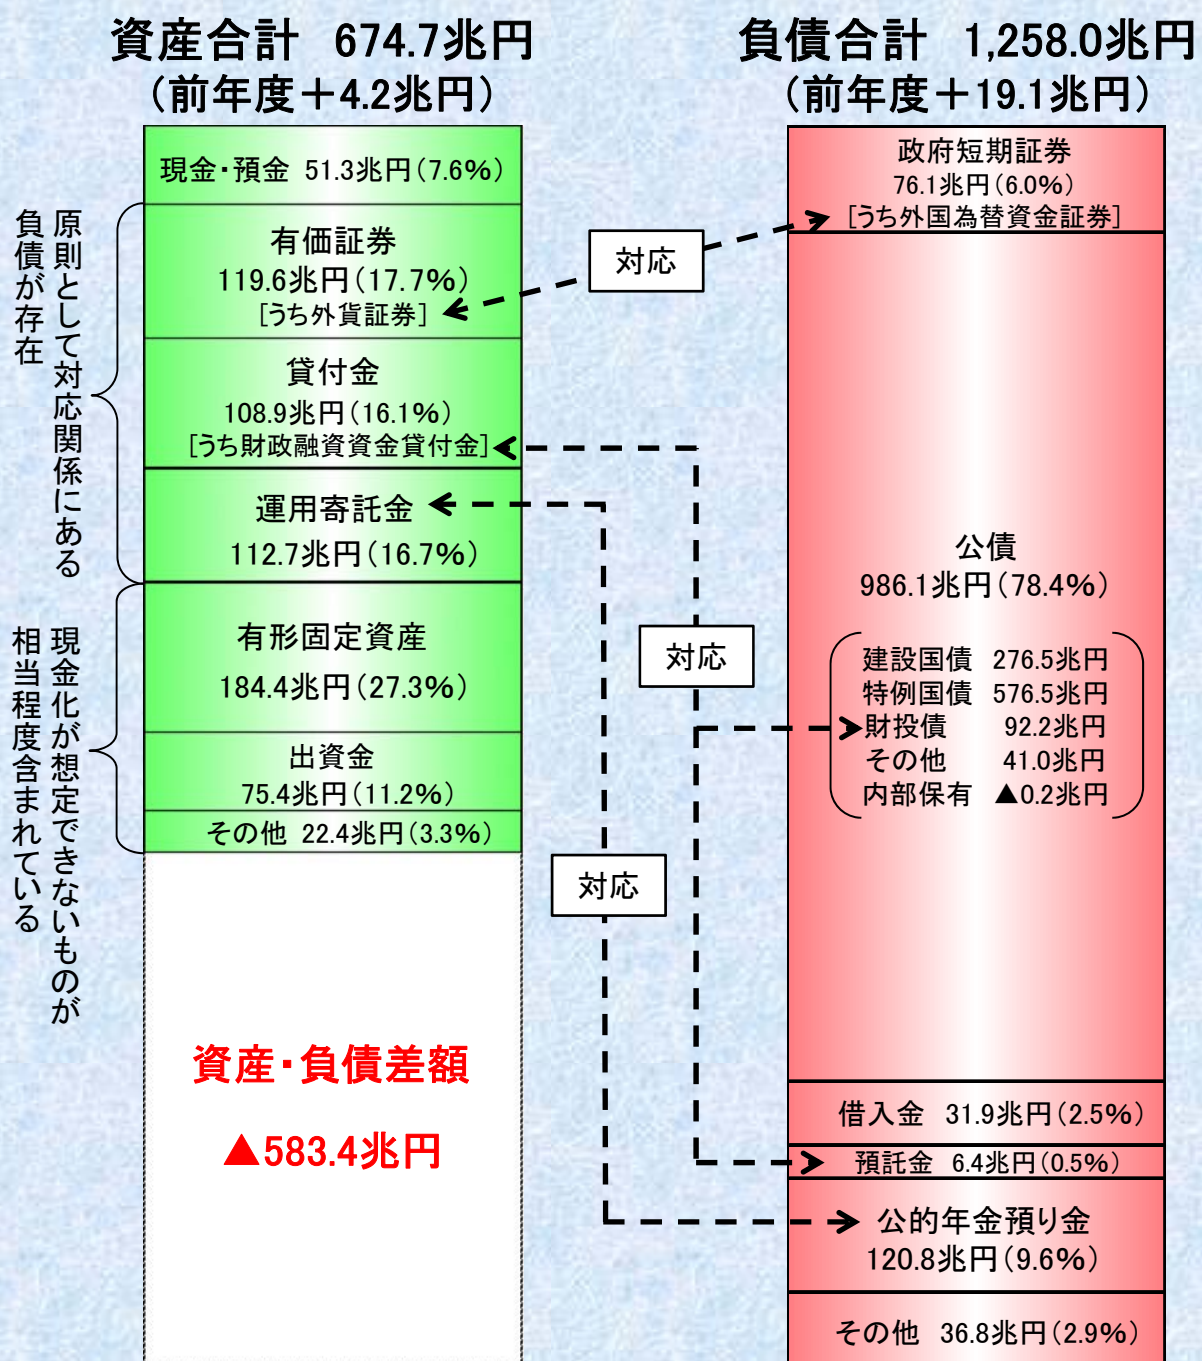 資産合計 674.7兆円
(前年度+4.2兆円)
現金・預金 51.3兆円(7.6%)
原則として対応関係にある
負債が存在
有価証券
119.6兆円(17.7%)
[うち外貨証券]
貸付金
108.9兆円(16.1%)
[うち財政融資資金貸付金]
運用寄託金
112.7兆円(16.7%)
現金化が想定できないものが
相当程度含まれている
有形固定資産
184.4兆円(27.3%)
出資金
75.4兆円(11.2%)
その他 22.4兆円(3.3%)
資産・負債差額
▲583.4兆円
対応
対応
対応
負債合計 1,258.0兆円
(前年度+19.1兆円)
政府短期証券
76.1兆円(6.0%)
[うち外国為替資金証券]
公債
986.1兆円(78.4%)
建設国債 276.5兆円
特例国債 576.5兆円
財投債 92.2兆円
その他 41.0兆円
内部保有 ▲0.2兆円
借入金 31.9兆円(2.5%)
預託金 6.4兆円(0.5%)
公的年金預り金
120.8兆円(9.6%)
その他 36.8兆円(2.9%)